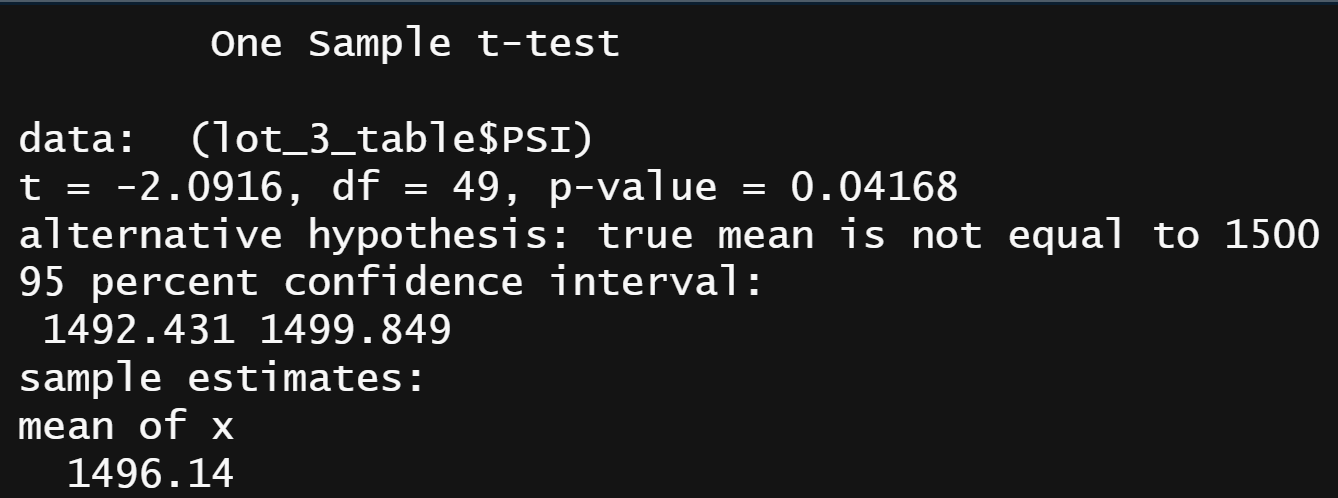 One Sample t-test
data:  (lot_3_table$PSI)
t = -2.0916, df = 49, p-value = 0.04168
alternative hypothesis: true mean is not equal to 1500
95 percent confidence interval:
1492.431 1499.849
sample estimates:
mean of x
1496.14